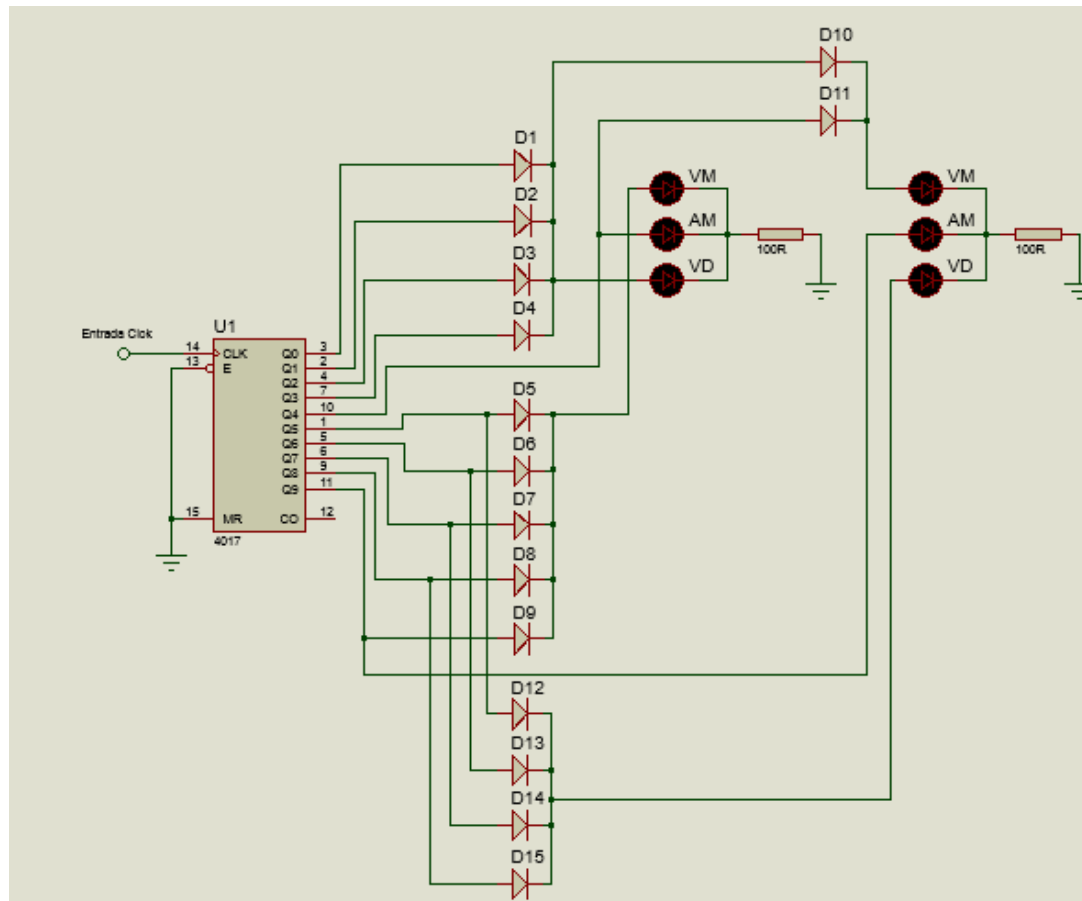 D10
D11
D1
VM
VM
D2
AM
AM
D3
100R
100R
VD
VD
D4
Entrada Clck
U1
14
CLK
Q0
3
13
E
Q1
2
Q2
4
Q3
7
Q4
10
Q5
1
Q6
5
Q7
6
Q8
9
Q9
11
15
MR
CO
12
4017
D5
D6
D7
D8
D9
D12
D13
D14
D15